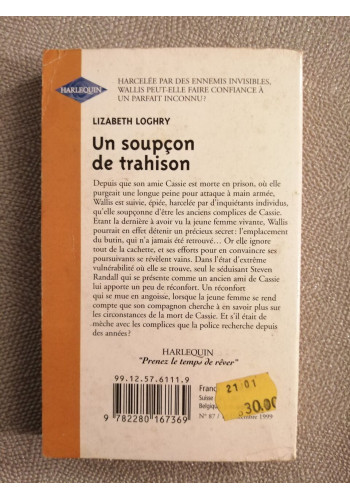 HARLEQUIN
HARCELÉE PAR DES ENNEMIS INVISIBLES,
WALLIS PEUT-ELLE FAIRE CONFIANCE À
UN PARFAIT INCONNU?
LIZABETH LOGHRY
Un soupçon
de trahison
Depuis que son amie Cassie est morte en prison, où elle
purgeait une longue peine pour attaque à main armée,
Wallis est suivie, épiée, harcelée par d'inquiétants individus,
qu'elle soupçonne d'être les anciens complices de Cassie.
Étant la dernière à avoir vu la jeune femme vivante, Wallis
pourrait en effet détenir un précieux secret : l'emplacement
du butin, qui n'a jamais été retrouvé... Or elle ignore
tout de la cachette, et ses efforts pour en convaincre ses
poursuivants se révèlent vains. Dans l'état d'extrême
vulnérabilité où elle se trouve, seul le séduisant Steven
Randall qui se présente comme un ancien ami de Cassie
lui apporte un peu de réconfort. Un réconfort
qui se mue en angoisse, lorsque la jeune femme se rend
compte que son compagnon cherche à en savoir plus sur
les circonstances de la mort de Cassie. Et s'il était de
mèche avec les complices que la police recherche depuis
des années?
HARLEQUIN
"Prenez le temps de rêver"
99.12.57.6111.9
9 782280 167369
Franc
Suisse
Belgique
N° 87 / 1999
21 01
30.00